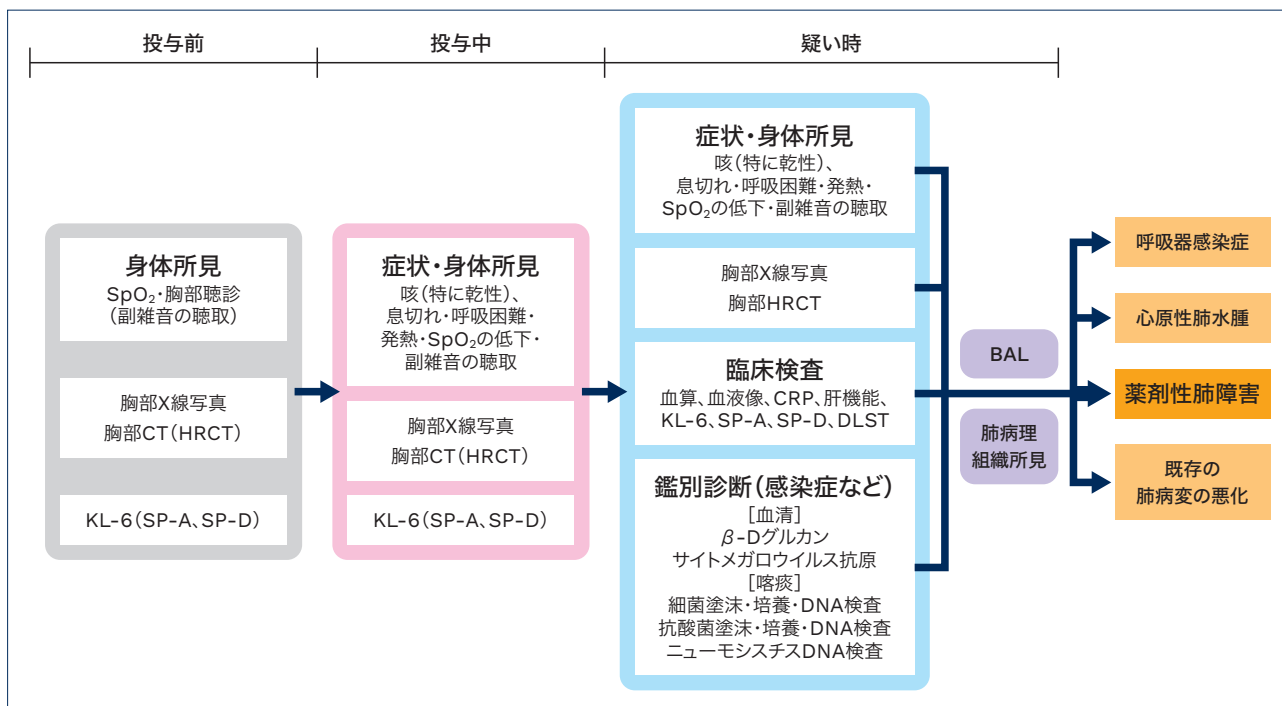 投与前
投与中
疑い時
身体所見
SpO₂・胸部聴診
(副雑音の聴取)
胸部X線写真
胸部CT(HRCT)
KL-6(SP-A、SP-D)
症状・身体所見
咳(特に乾性)、
息切れ・呼吸困難・
発熱・SpO₂の低下・
副雑音の聴取
胸部X線写真
胸部CT(HRCT)
KL-6(SP-A、SP-D)
症状・身体所見
咳(特に乾性)、
息切れ・呼吸困難・発熱・
SpO₂の低下・副雑音の聴取
胸部X線写真
胸部HRCT
臨床検査
血算、血液像、CRP、肝機能、
KL-6、SP-A、SP-D、DLST
鑑別診断(感染症など)
[血清]
β-Dグルカン
サイトメガロウイルス抗原
[喀痰]
細菌塗沫・培養・DNA検査
抗酸菌塗沫・培養・DNA検査
ニューモシスチスDNA検査
BAL
肺病理
組織所見
呼吸器感染症
心原性肺水腫
薬剤性肺障害
既存の
肺病変の悪化